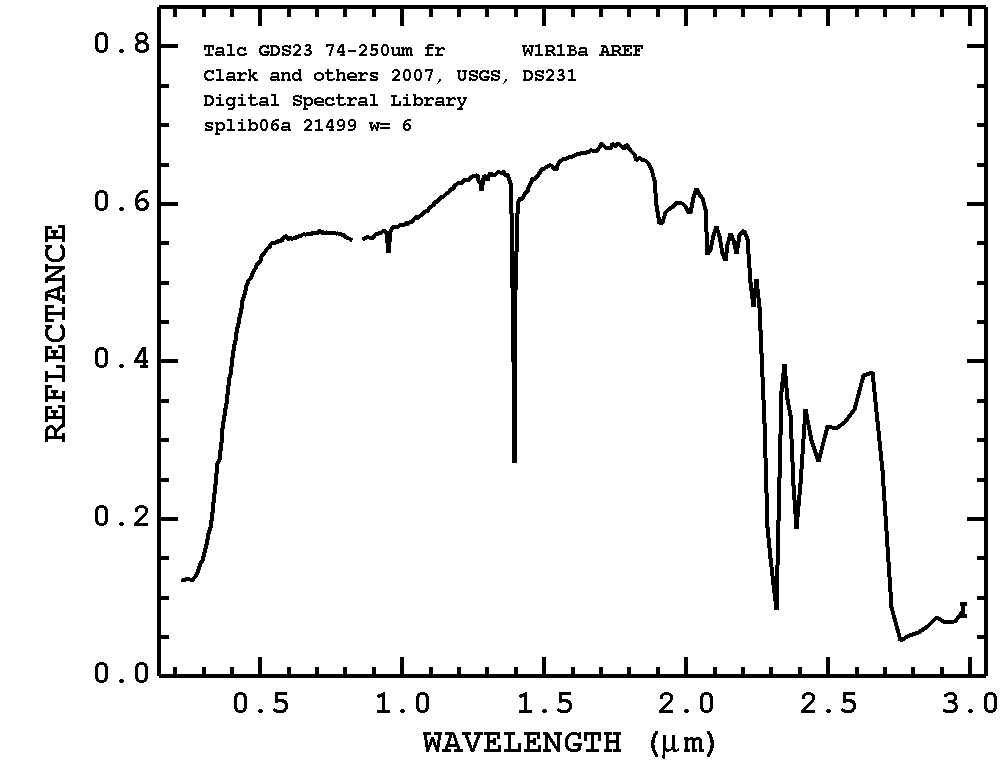 0.8
Talc GDS23 74-250um fr W1R1Ba AREF
Clark and others 2007, USGS, DS231
Digital Spectral Library
splib06a 21499 w= 6
0.6
0.4
0.2
0.0
REFLECTANCE
0.5 1.0 1.5 2.0 2.5 3.0
WAVELENGTH (μm)